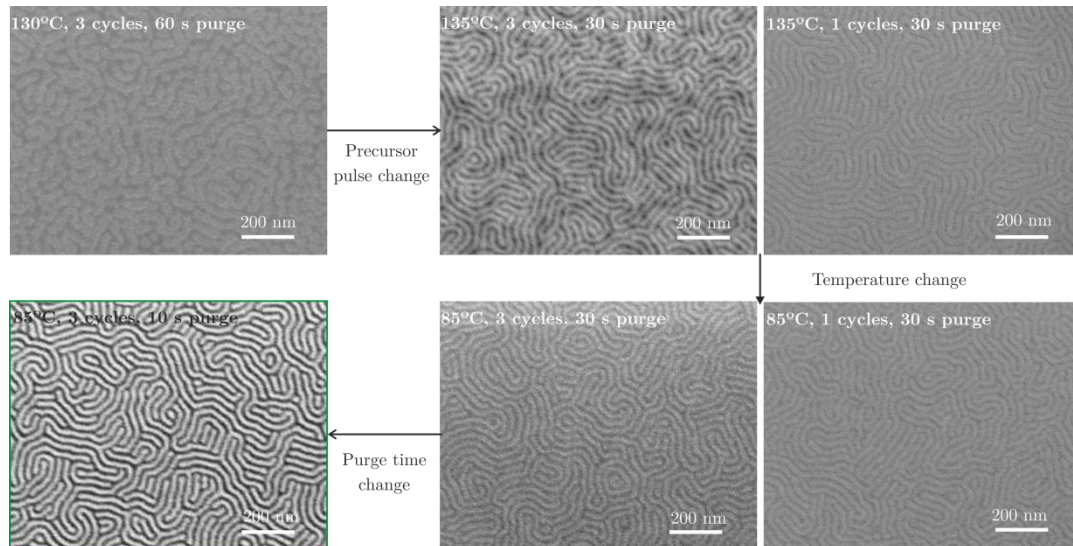 130ºC, 3 cycles, 60 s purge
135ºC, 3 cycles, 30 s purge
135ºC, 1 cycles, 30 s purge
200 nm
200 nm
200 nm
Precursor
pulse change
Temperature change
85ºC, 3 cycles, 10 s purge
85ºC, 3 cycles, 30 s purge
85ºC, 1 cycles, 30 s purge
200 nm
200 nm
200 nm
Purge time
change